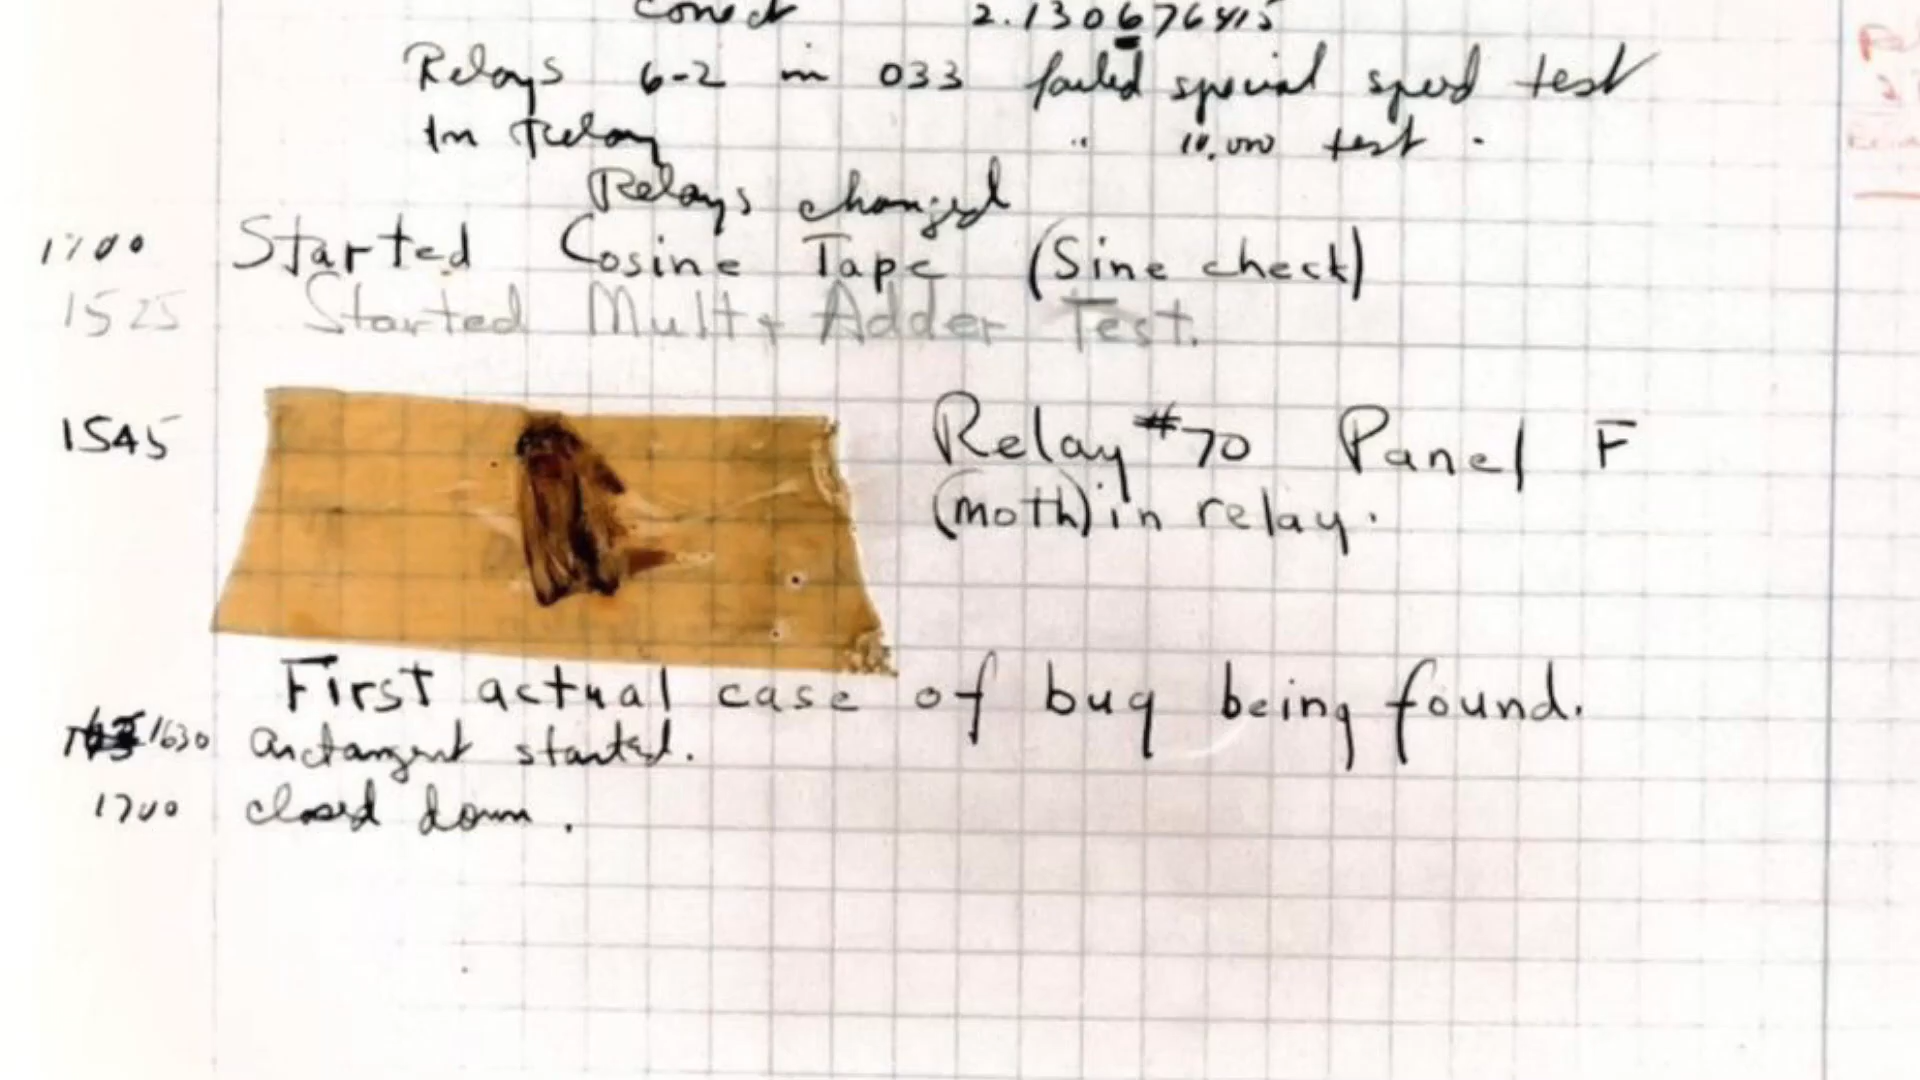 correct 2.130676415
Relays 6-2 in 033 failed special speed test
In Relay " 10,000 test .
Relays changed
1100 Started Cosine Tape (Sine check)
1525 Started Mult + Adder Test.
1545 Relay #70 Panel F
(moth) in relay.
First actual case of bug being found.
1630 arctangent started.
1700 closed down.